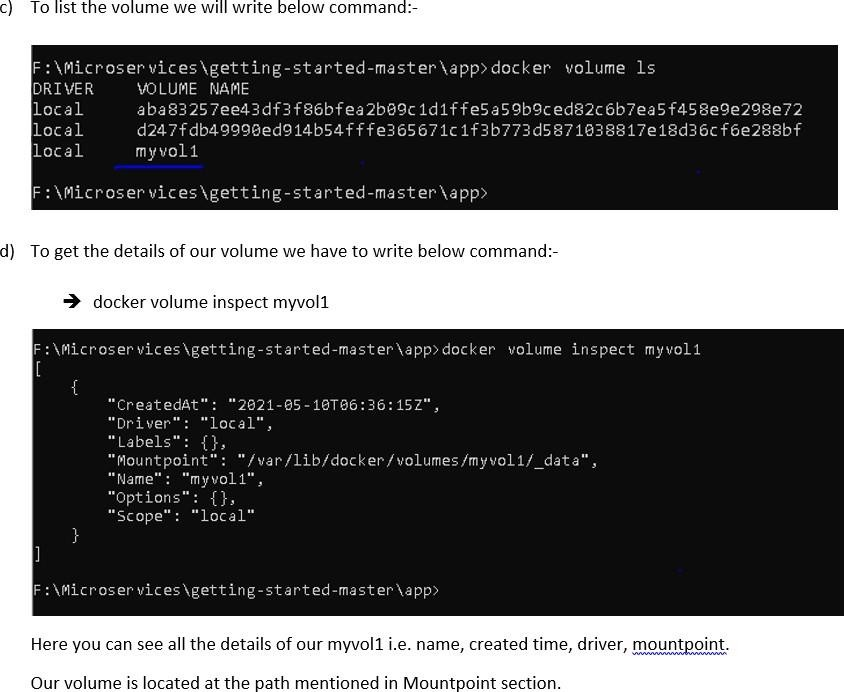 c) To list the volume we will write below command:-
F:\Microservices\getting-started-master\app>docker volume ls
DRIVER VOLUME NAME
local aba83257ee43df3f86bfea2b09c1d1ffe5a59b9ced82c6b7ea5f458e9e298e72
local d247fdb49990ed914b54fffe365671c1f3b773d5871038817e18d36cf6e288bf
local myvol1
F:\Microservices\getting-started-master\app>
d) To get the details of our volume we have to write below command:-
➔ docker volume inspect myvol1
F:\Microservices\getting-started-master\app>docker volume inspect myvol1
[
{
"CreatedAt": "2021-05-10T06:36:15Z",
"Driver": "local",
"Labels": {},
"Mountpoint": "/var/lib/docker/volumes/myvol1/_data",
"Name": "myvol1",
"Options": {},
"Scope": "local"
}
]
F:\Microservices\getting-started-master\app>
Here you can see all the details of our myvol1 i.e. name, created time, driver, mountpoint.
Our volume is located at the path mentioned in Mountpoint section.